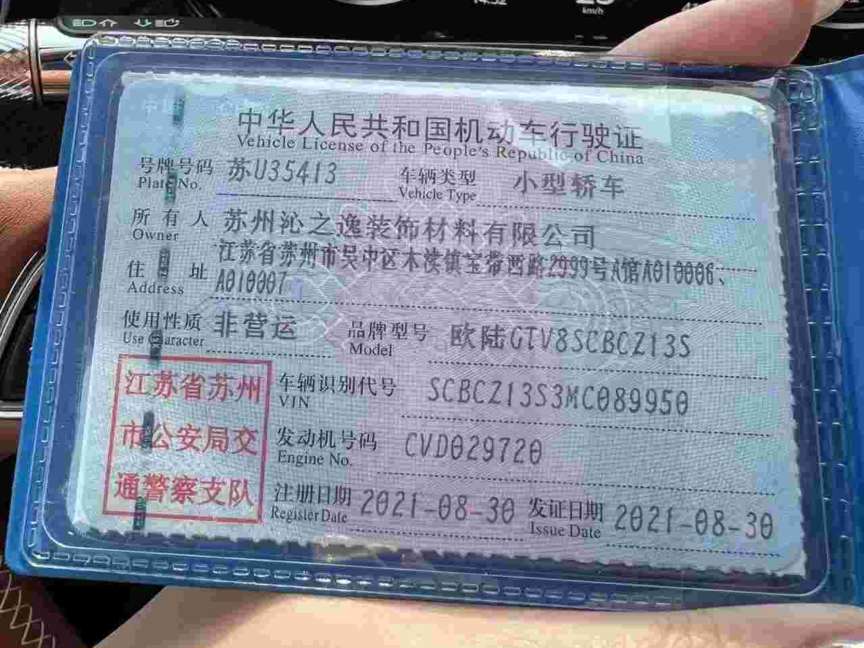 14:32
km/h
中华人民共和国机动车行驶证
Vehicle License of the People's Republic of China
号牌号码 苏U35413 车辆类型 小型轿车
Plate No. Vehicle Type
所有人 苏州沁之逸装饰材料有限公司
Owner
江苏省苏州市吴中区木渎镇宝带西路2999号A馆A010006、
住址 A010007
Address
使用性质 非营运 品牌型号 欧陆GTV8SCBCZ13S
Use Character Model
江苏省苏州
市公安局交
通警察支队
车辆识别代号 SCBCZ13S3MC089950
VIN
发动机号码 CVD029720
Engine No.
注册日期 2021-08-30 发证日期 2021-08-30
Register Date Issue Date